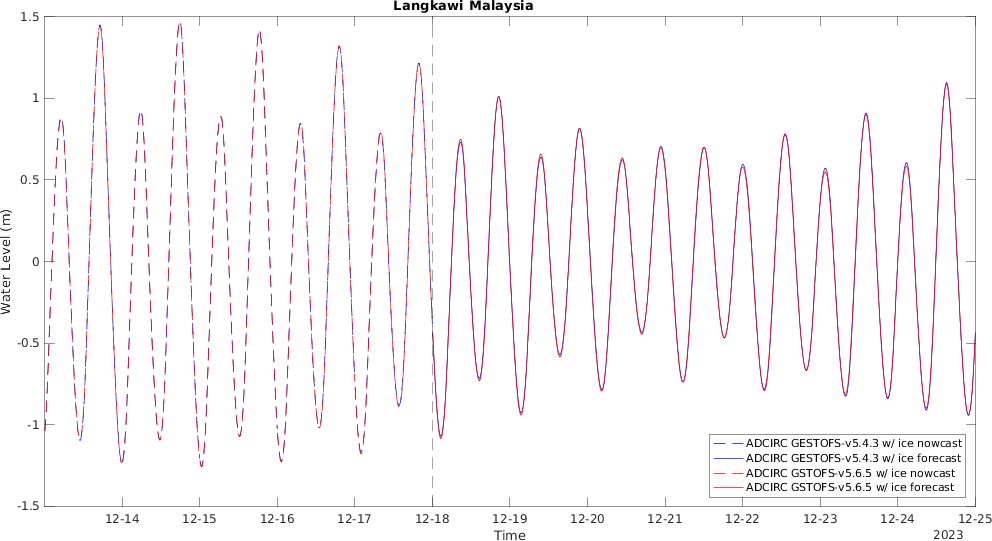 Langkawi Malaysia
1.5
1
0.5
0
-0.5
-1
-1.5
Water Level (m)
ADCIRC GESTOFS-v5.4.3 w/ ice nowcast
ADCIRC GESTOFS-v5.4.3 w/ ice forecast
ADCIRC GSTOFS-v5.6.5 w/ ice nowcast
ADCIRC GSTOFS-v5.6.5 w/ ice forecast
12-14 12-15 12-16 12-17 12-18 12-19 12-20 12-21 12-22 12-23 12-24 12-25
Time
2023